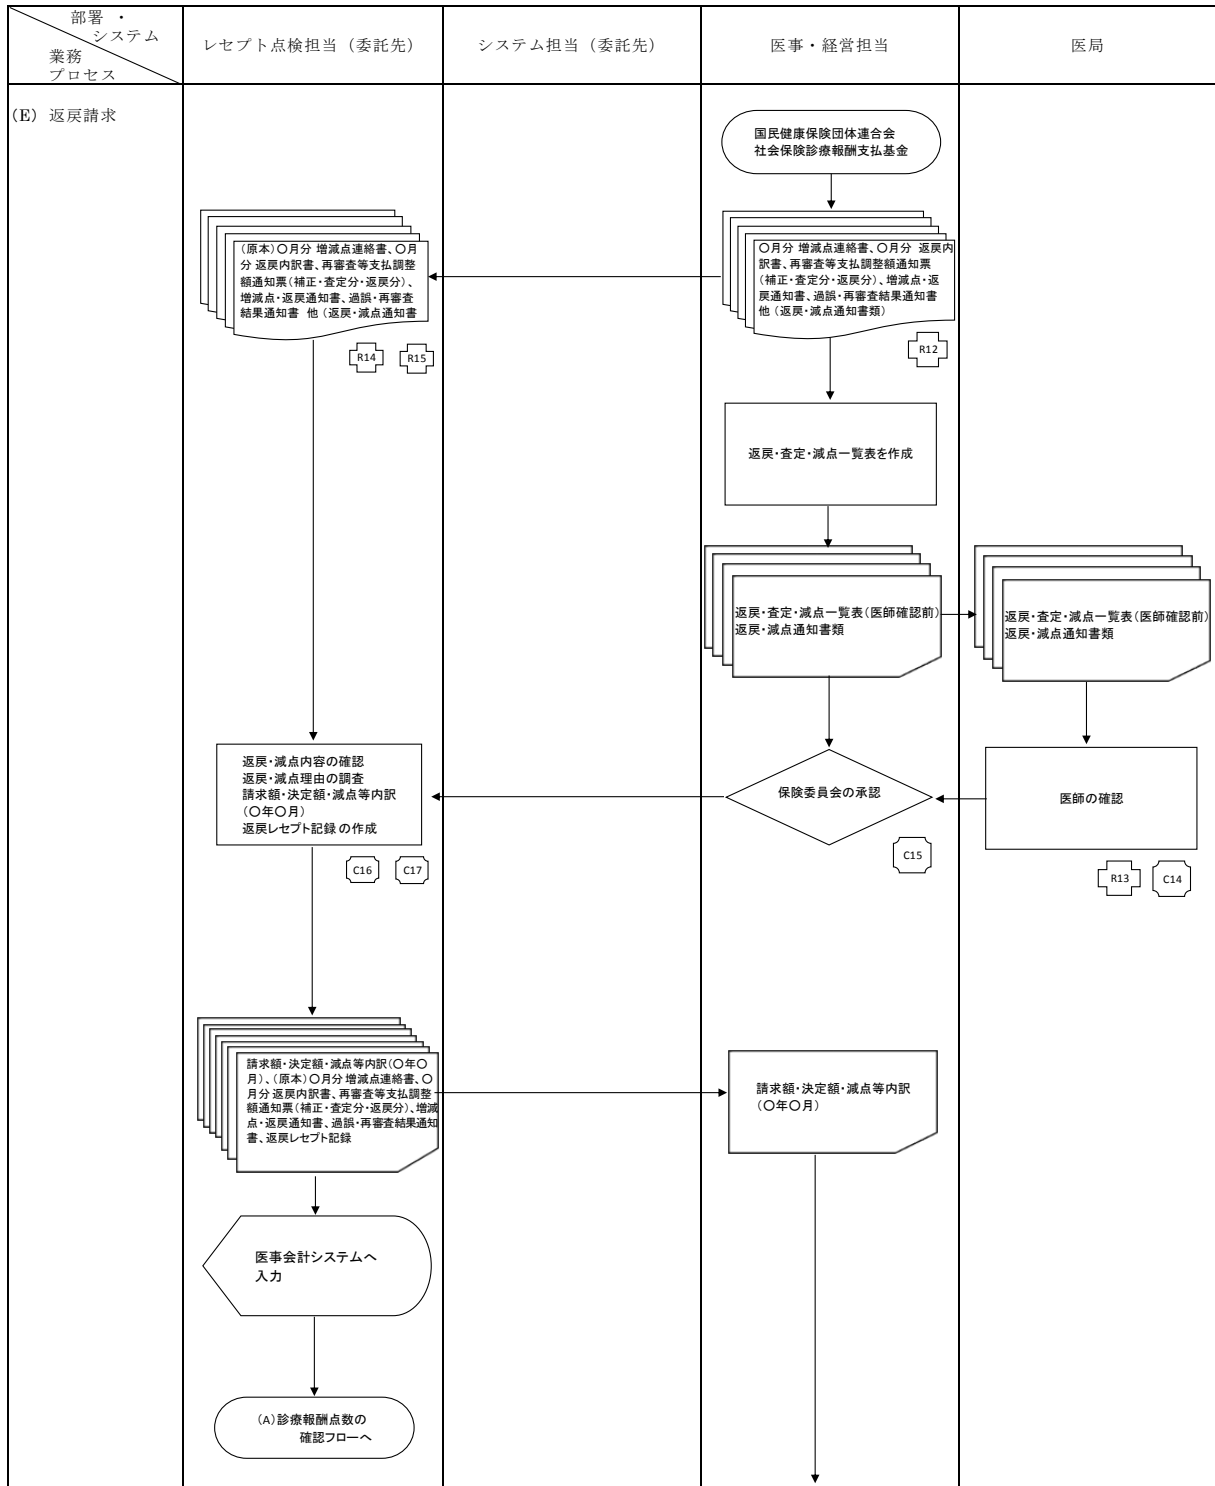 部署 ・
システム
業務
プロセス
レセプト点検担当（委託先）
システム担当（委託先）
医事・経営担当
医局
(E) 返戻請求
国民健康保険団体連合会
社会保険診療報酬支払基金
(原本)〇月分 増減点連絡書、〇月
分 返戻内訳書、再審査等支払調整
額通知票(補正・査定分・返戻分)、
増減点・返戻通知書、過誤・再審査
結果通知書 他 (返戻・減点通知書
R14
R15
〇月分 増減点連絡書、〇月分 返戻内
訳書、再審査等支払調整額通知票
(補正・査定分・返戻分)、増減点・返
戻通知書、過誤・再審査結果通知書
他 (返戻・減点通知書類)
R12
返戻・査定・減点一覧表を作成
返戻・査定・減点一覧表(医師確認前)
返戻・減点通知書類
返戻・査定・減点一覧表(医師確認前)
返戻・減点通知書類
返戻・減点内容の確認
返戻・減点理由の調査
請求額・決定額・減点等内訳
(〇年〇月)
返戻レセプト記録 の作成
C16
C17
保険委員会の承認
C15
医師の確認
R13
C14
請求額・決定額・減点等内訳(〇年〇
月)、(原本)〇月分 増減点連絡書、〇
月分 返戻内訳書、再審査等支払調整
額通知票(補正・査定分・返戻分)、増減
点・返戻通知書、過誤・再審査結果通知
書、返戻レセプト記録
請求額・決定額・減点等内訳
(〇年〇月)
医事会計システムへ
入力
(A)診療報酬点数の
確認フローへ